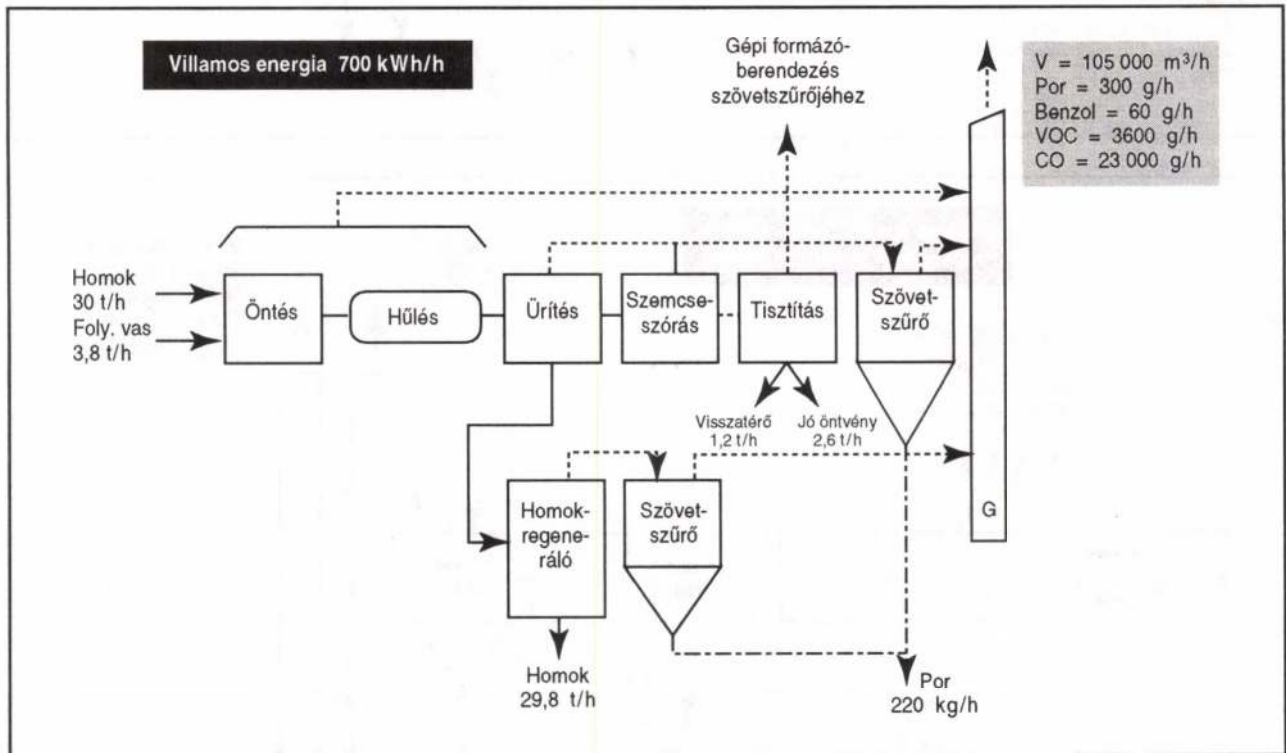 Villamos energia 700 kWh/h
Gépi formázó-
berendezés
szövetszűrőjéhez
V = 105 000 m³/h
Por = 300 g/h
Benzol = 60 g/h
VOC = 3600 g/h
CO = 23 000 g/h
Homok
30 t/h
Foly. vas
3,8 t/h
Öntés
Hűlés
Ürítés
Szemcse-
szórás
Tisztítás
Szövet-
szűrő
Visszatérő
1,2 t/h
Jó öntvény
2,6 t/h
Homok-
regene-
ráló
Szövet-
szűrő
G
Homok
29,8 t/h
Por
220 kg/h